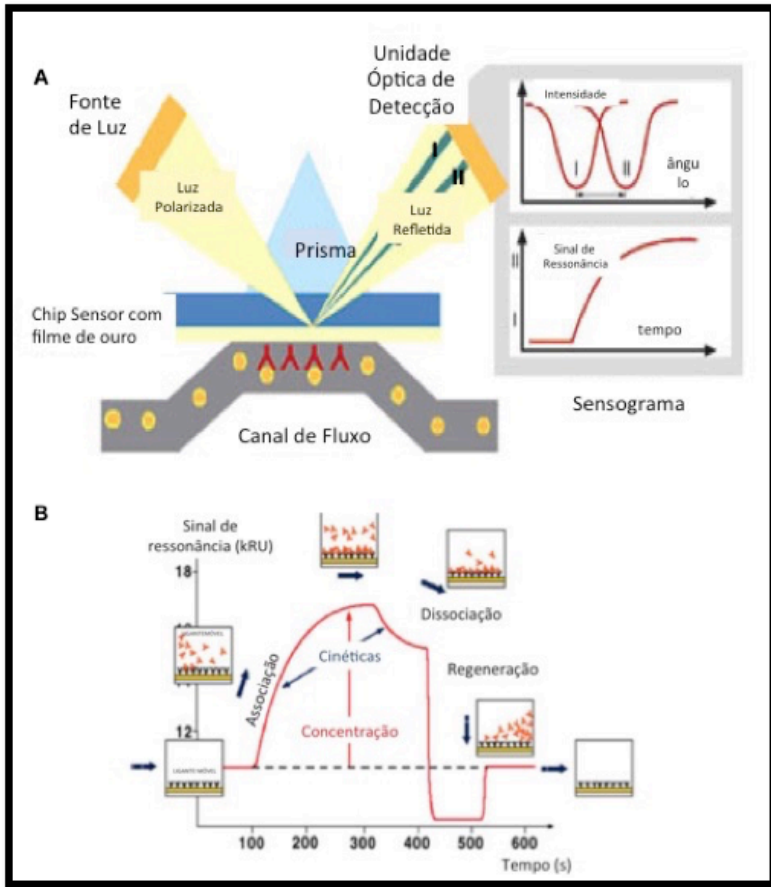 A
Fonte
de Luz
Unidade
Óptica de
Detecção
Luz
Polarizada
I
II
Luz
Refletida
Prisma
Chip Sensor com
filme de ouro
Canal de Fluxo
Intensidade
I
II
ângu
lo
II
I
Sinal de
Ressonância
tempo
Sensograma
B
Sinal de
ressonância (kRU)
18
12
LIGANTE MÓVEL
Associação
Cinéticas
Concentração
Dissociação
Regeneração
100
200
300
400
500
600
Tempo (s)